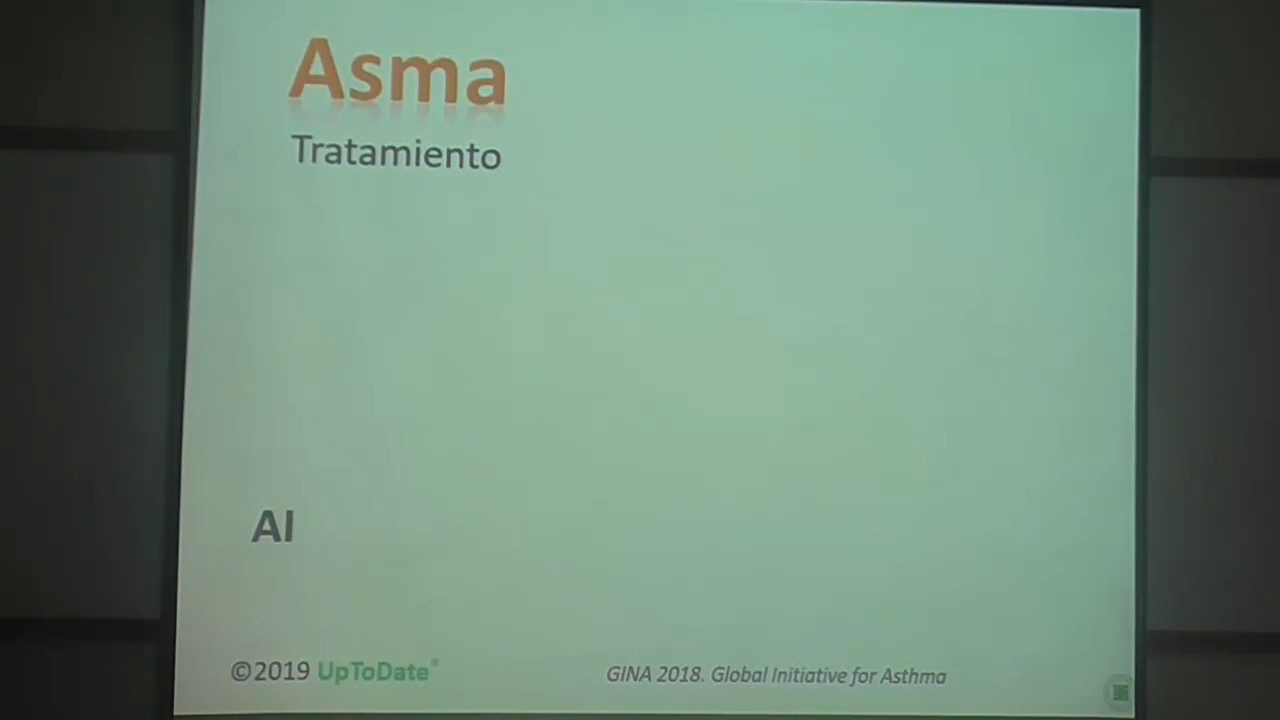 Asma
Tratamiento
AI
©2019 UpToDate®
GINA 2018. Global Initiative for Asthma